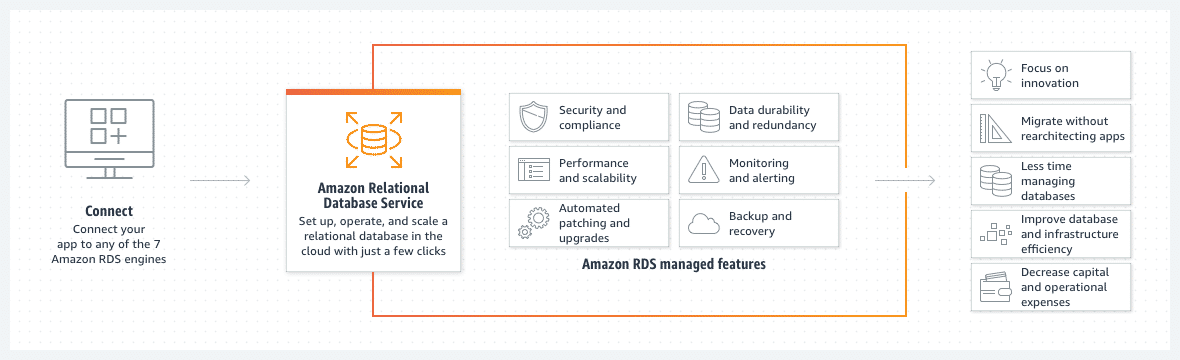 Connect
Connect your
app to any of the 7
Amazon RDS engines
Amazon Relational
Database Service
Set up, operate, and scale a
relational database in the
cloud with just a few clicks
Security and
compliance
Data durability
and redundancy
Performance
and scalability
Monitoring
and alerting
Automated
patching and
upgrades
Backup and
recovery
Amazon RDS managed features
Focus on
innovation
Migrate without
rearchitecting apps
Less time
managing
databases
Improve database
and infrastructure
efficiency
Decrease capital
and operational
expenses